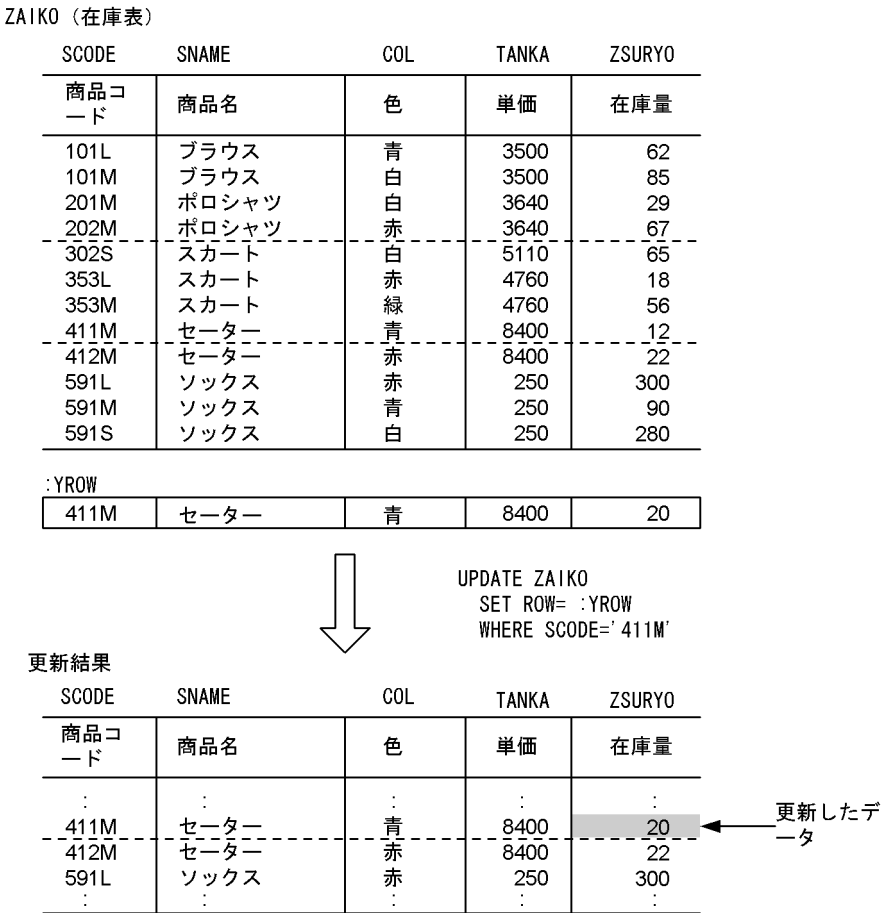 ZAIKO（在庫表）
SCODE SNAME COL TANKA ZSURYO
商品コード 商品名 色 単価 在庫量
101L ブラウス 青 3500 62
101M ブラウス 白 3500 85
201M ポロシャツ 白 3640 29
202M ポロシャツ 赤 3640 67
302S スカート 白 5110 65
353L スカート 赤 4760 18
353M スカート 緑 4760 56
411M セーター 青 8400 12
412M セーター 赤 8400 22
591L ソックス 赤 250 300
591M ソックス 青 250 90
591S ソックス 白 250 280
:YROW
411M セーター 青 8400 20
UPDATE ZAIKO
SET ROW= :YROW
WHERE SCODE='411M'
更新結果
SCODE SNAME COL TANKA ZSURYO
商品コード 商品名 色 単価 在庫量
: : : : :
411M セーター 青 8400 20
更新したデータ
412M セーター 赤 8400 22
591L ソックス 赤 250 300
: : : : :